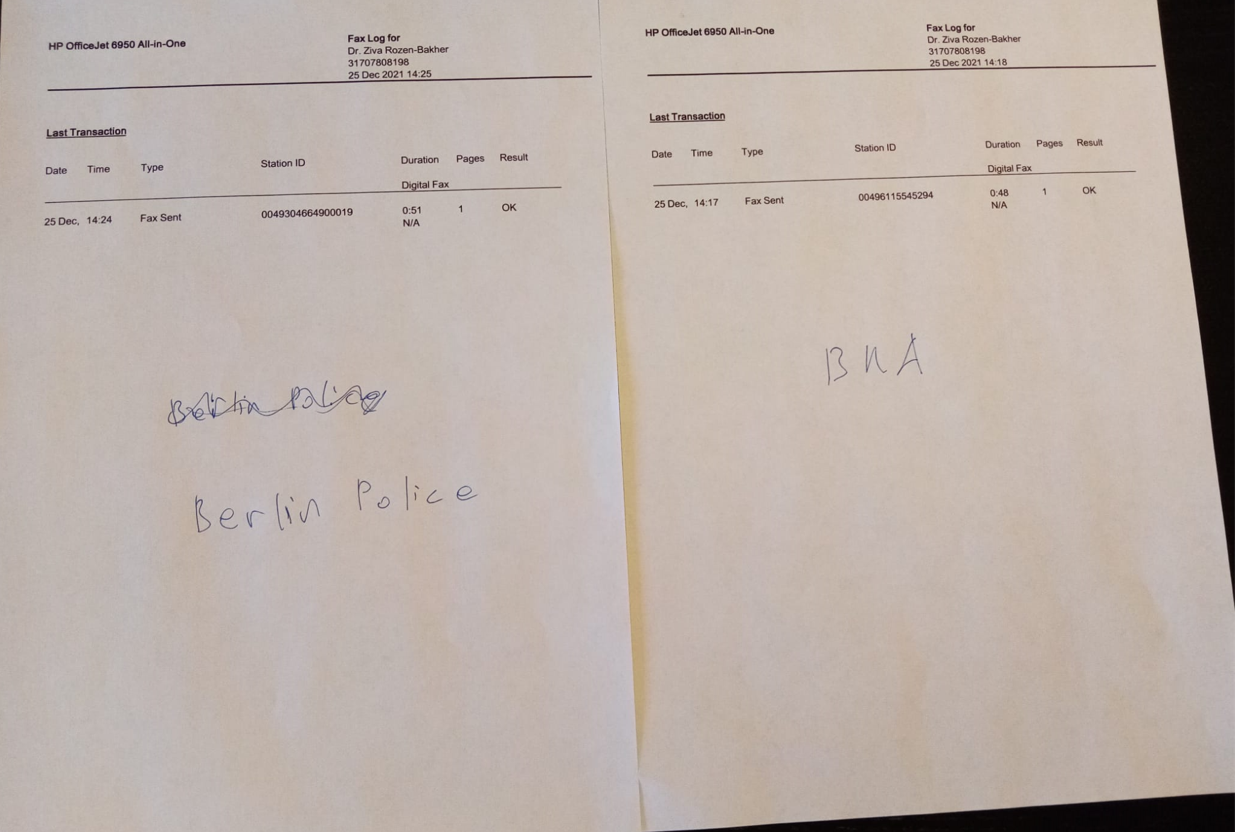 HP OfficeJet 6950 All-in-One
Fax Log for
Dr. Ziva Rozen-Bakher
31707808198
25 Dec 2021 14:25
Last Transaction
Date Time Type Station ID Duration Pages Result
Digital Fax
25 Dec, 14:24 Fax Sent 0049304664900019 0:51 1 OK
N/A
Berlin Police
Berlin Police
HP OfficeJet 6950 All-in-One
Fax Log for
Dr. Ziva Rozen-Bakher
31707808198
25 Dec 2021 14:18
Last Transaction
Date Time Type Station ID Duration Pages Result
Digital Fax
25 Dec, 14:17 Fax Sent 00496115545294 0:48 1 OK
N/A
BKA